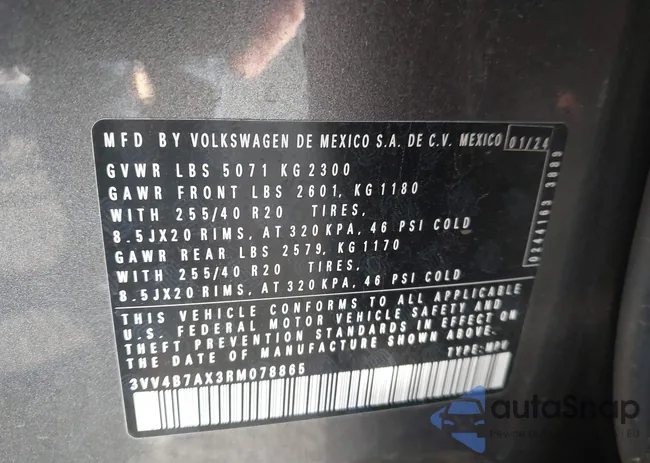 MFD BY VOLKSWAGEN DE MEXICO S.A. DE C.V. MEXICO 01/24
GVWR LBS 5071 KG 2300
GAWR FRONT LBS 2601, KG 1180
WITH 255/40 R20 TIRES,
8.5JX20 RIMS, AT 320 KPA, 46 PSI COLD
GAWR REAR LBS 2579, KG 1170
WITH 255/40 R20 TIRES,
8.5JX20 RIMS, AT 320 KPA, 46 PSI COLD
THIS VEHICLE CONFORMS TO ALL APPLICABLE
U.S. FEDERAL MOTOR VEHICLE SAFETY AND
THEFT PREVENTION STANDARDS IN EFFECT ON
THE DATE OF MANUFACTURE SHOWN ABOVE.
3VV4B7AX3RM078865 TYPE: MPV
0244163 3089
autoSnap